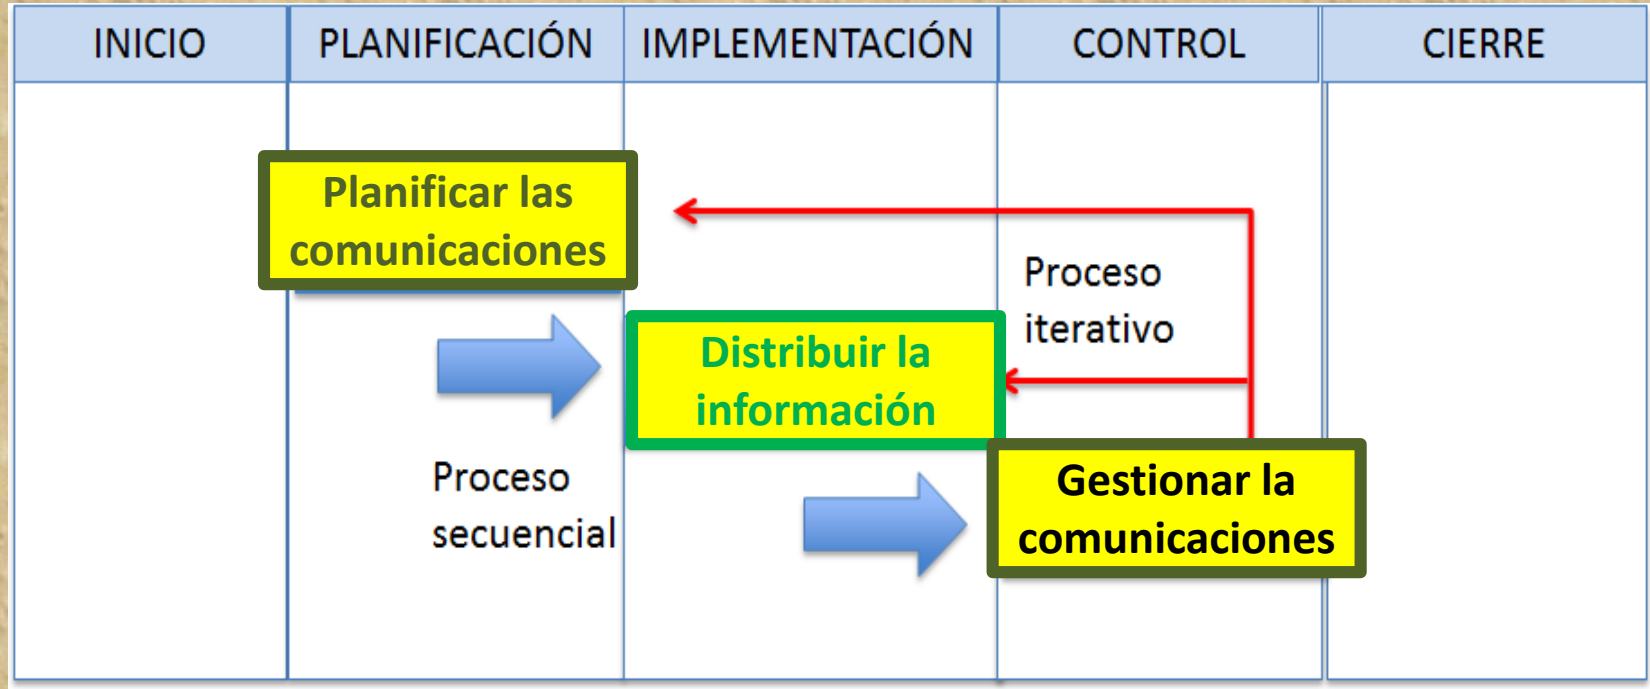 INICIO
PLANIFICACIÓN
IMPLEMENTACIÓN
CONTROL
CIERRE
Planificar las
comunicaciones
Proceso
iterativo
Distribuir la
información
Proceso
secuencial
Gestionar la
comunicaciones